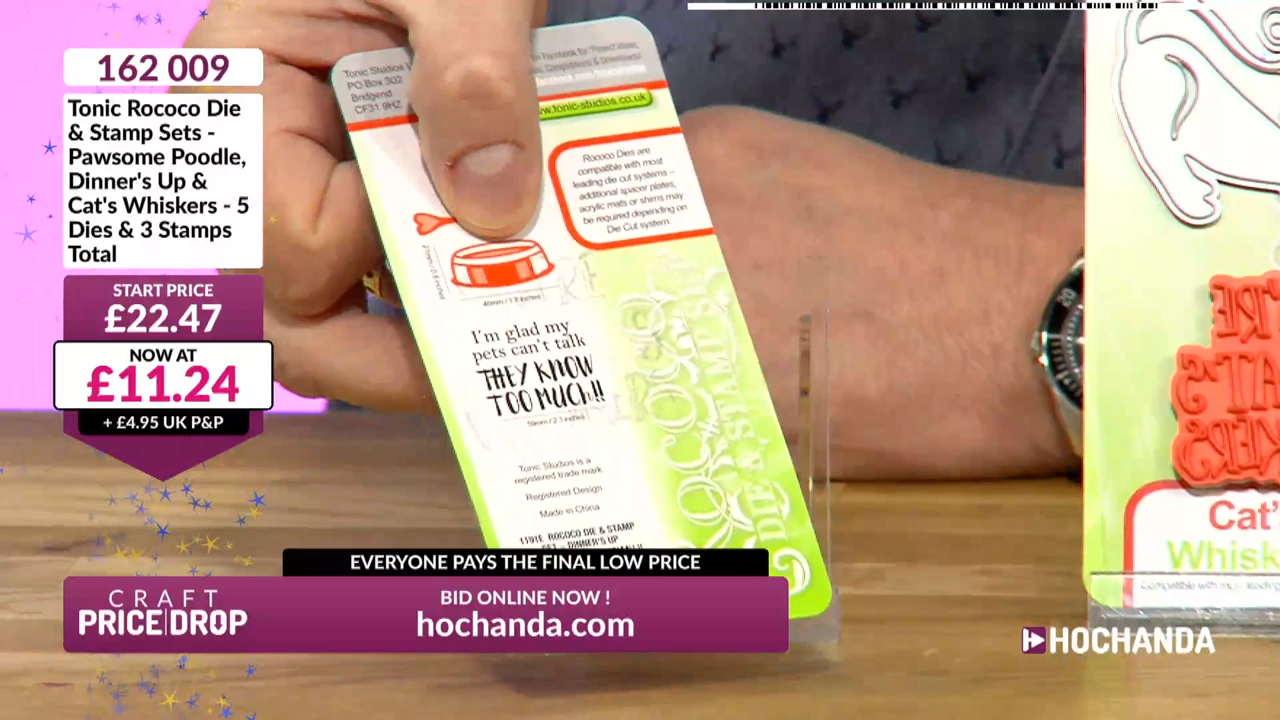 162 009
Tonic Rococo Die
& Stamp Sets -
Pawsome Poodle,
Dinner's Up &
Cat's Whiskers - 5
Dies & 3 Stamps
Total
START PRICE
£22.47
NOW AT
£11.24
+ £4.95 UK P&P
Tonic Studios
PO Box 302
Bridgend
CF31 9HZ
www.tonic-studios.co.uk
Rococo Dies are
compatible with most
leading die cut systems –
additional spacer plates,
acrylic mats or shims may
be required depending on
Die Cut system.
I'm glad my
pets can't talk
THEY KNOW
TOO MUCH!!
Tonic Studios is a
registered trade mark
Registered Design
Made in China
1191E ROCOCO DIE & STAMP
SET - DINNER'S UP
Cat'
Whisk
EVERYONE PAYS THE FINAL LOW PRICE
CRAFT
PRICE DROP
BID ONLINE NOW !
hochanda.com
HOCHANDA